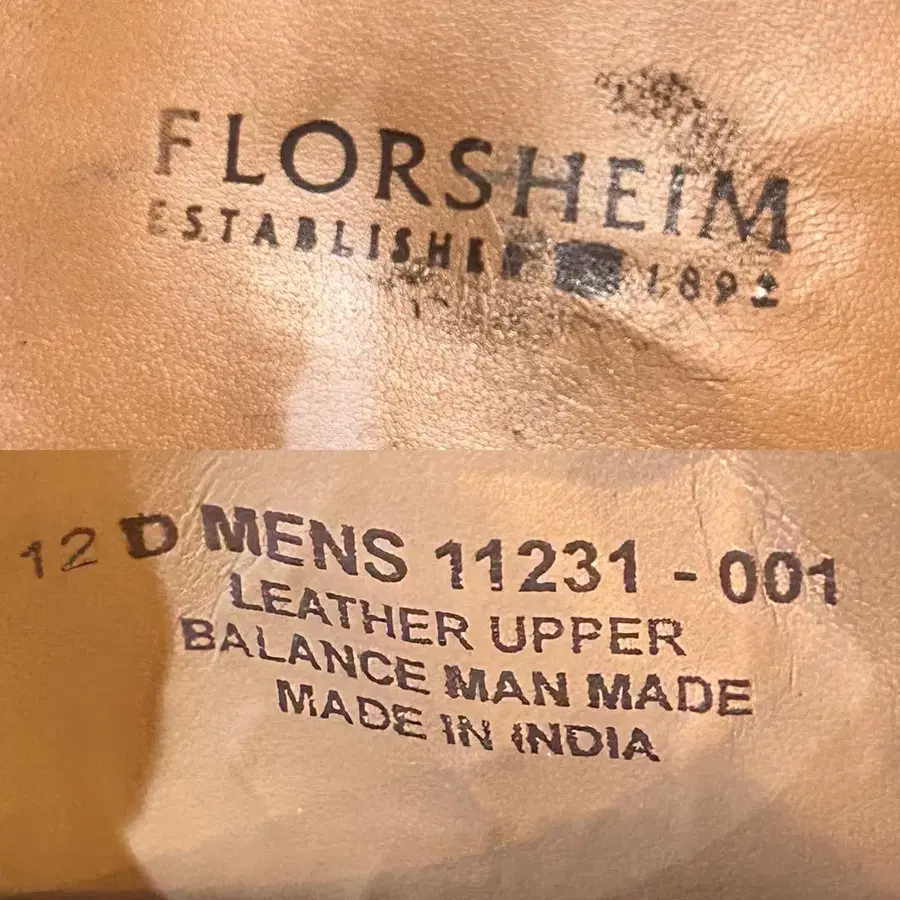 FLORSHEIM
ESTABLISHED 1892
12 D MENS 11231 - 001
LEATHER UPPER
BALANCE MAN MADE
MADE IN INDIA